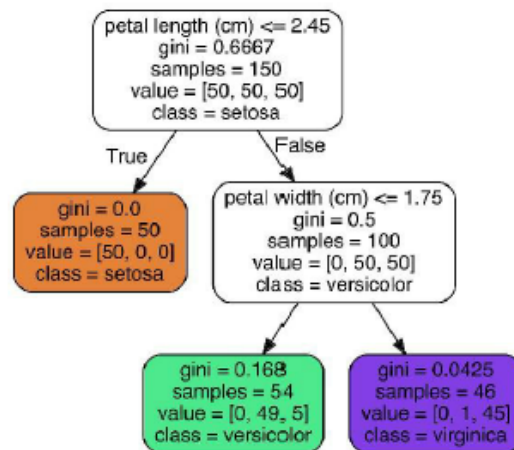 petal length (cm) <= 2.45
gini = 0.6667
samples = 150
value = [50, 50, 50]
class = setosa
True
False
gini = 0.0
samples = 50
value = [50, 0, 0]
class = setosa
petal width (cm) <= 1.75
gini = 0.5
samples = 100
value = [0, 50, 50]
class = versicolor
gini = 0.168
samples = 54
value = [0, 49, 5]
class = versicolor
gini = 0.0425
samples = 46
value = [0, 1, 45]
class = virginica